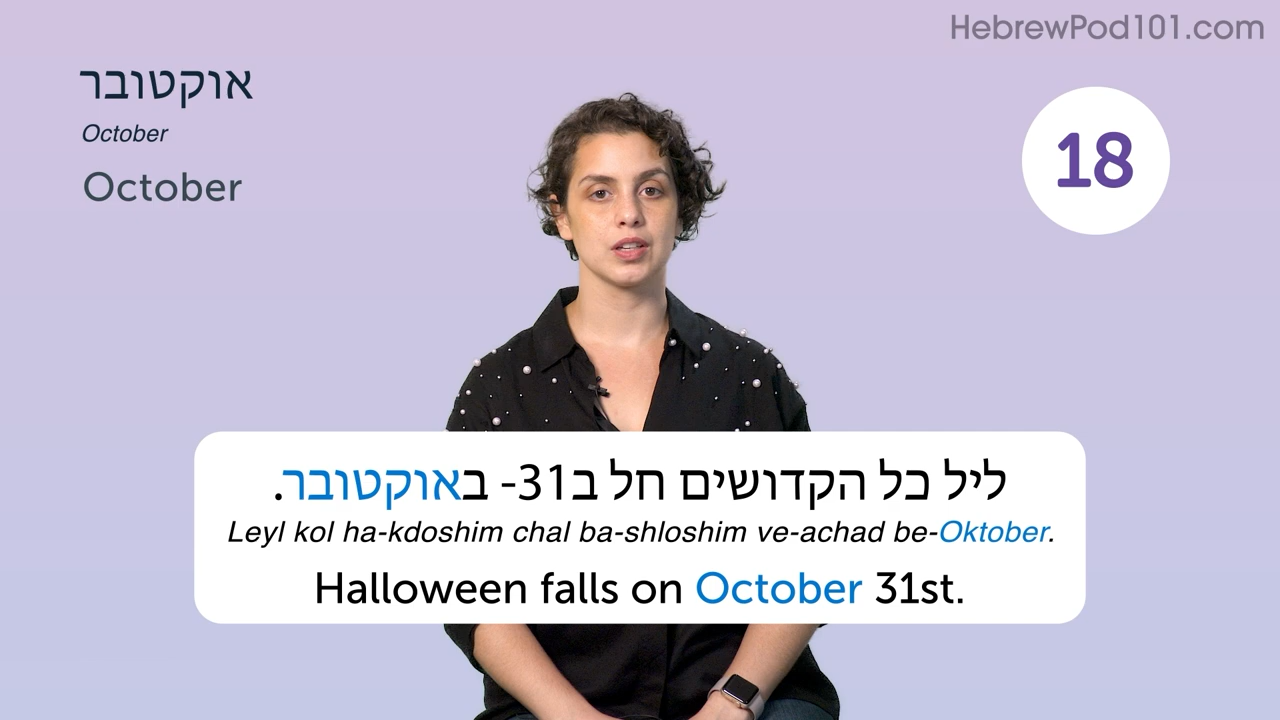 HebrewPod101.com
אוקטובר
October
October
18
ליל כל הקדושים חל ב31- באוקטובר.
Leyl kol ha-kdoshim chal ba-shloshim ve-achad be-Oktober.
Halloween falls on October 31st.